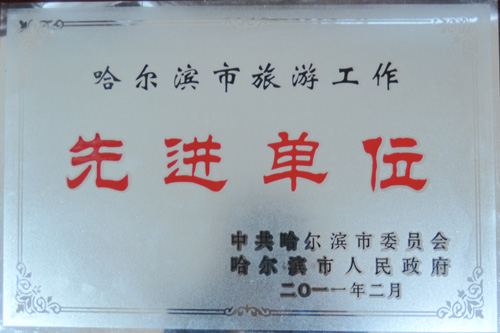 哈尔滨市旅游工作
先进单位
中共哈尔滨市委员会
哈尔滨市人民政府
二〇一一年二月